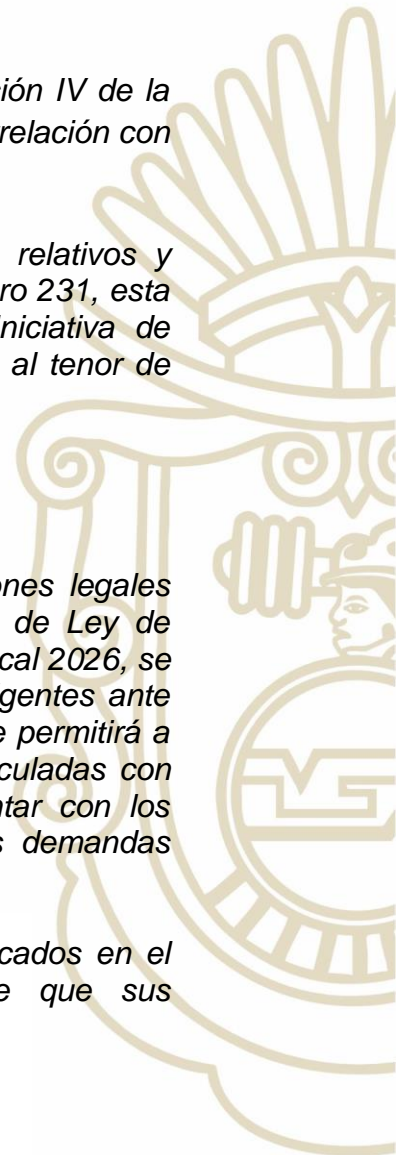 ción IV de la
relación con
relativos y
ro 231, esta
niciativa de
al tenor de
ones legales
de Ley de
cal 2026, se
gentes ante
e permitirá a
culadas con
ntar con los
s demandas
cados en el
e que sus